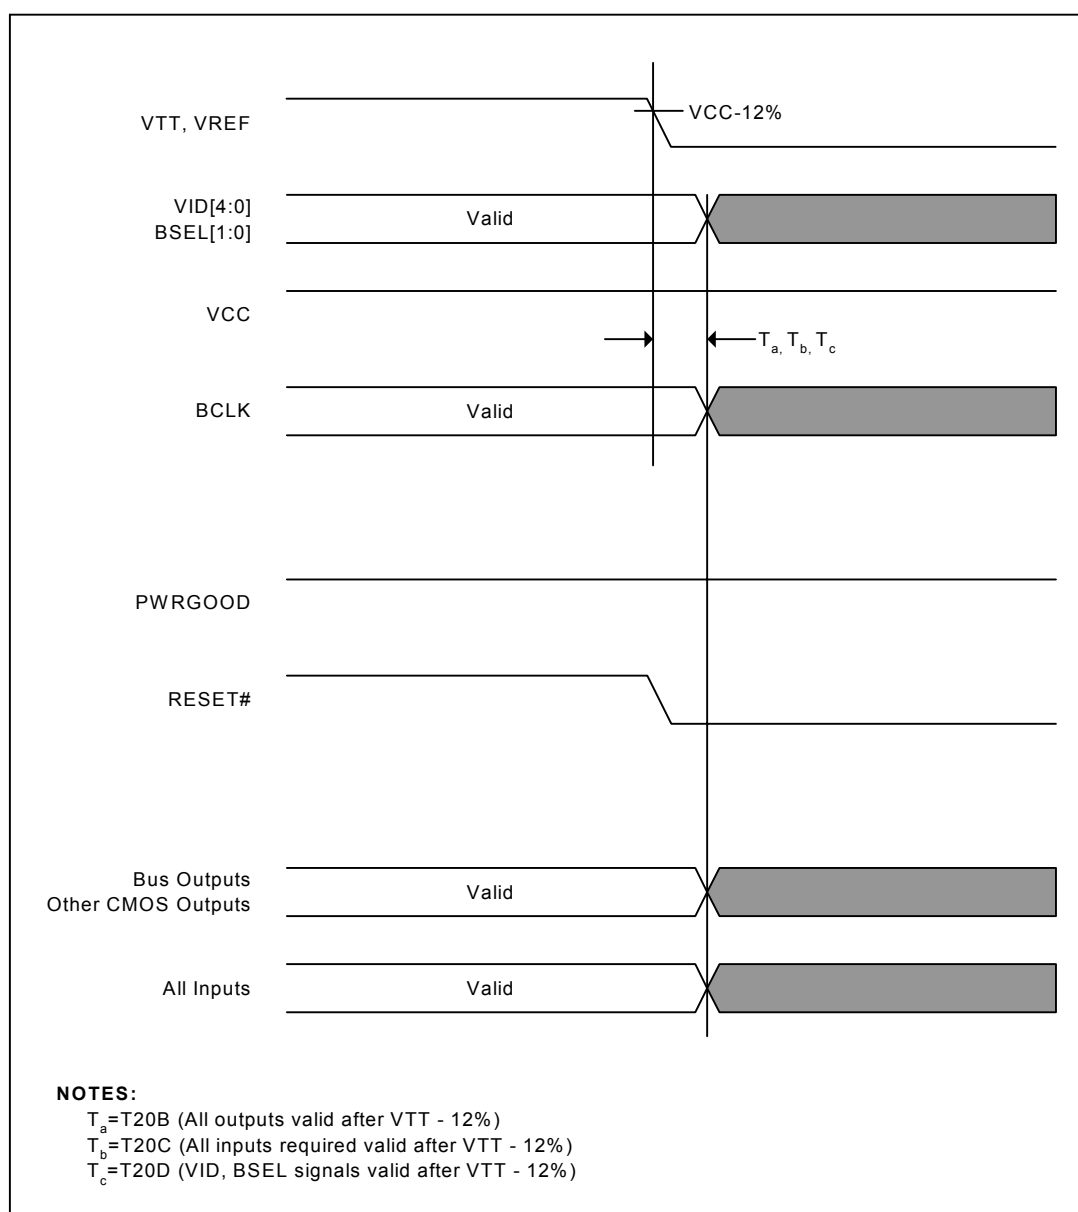 VTT, VREF
VCC-12%
VID[4:0]
BSEL[1:0]
Valid
VCC
Ta, Tb, Tc
BCLK
Valid
PWRGOOD
RESET#
Bus Outputs
Other CMOS Outputs
Valid
All Inputs
Valid
NOTES:
Ta=T20B (All outputs valid after VTT - 12%)
Tb=T20C (All inputs required valid after VTT - 12%)
Tc=T20D (VID, BSEL signals valid after VTT - 12%)